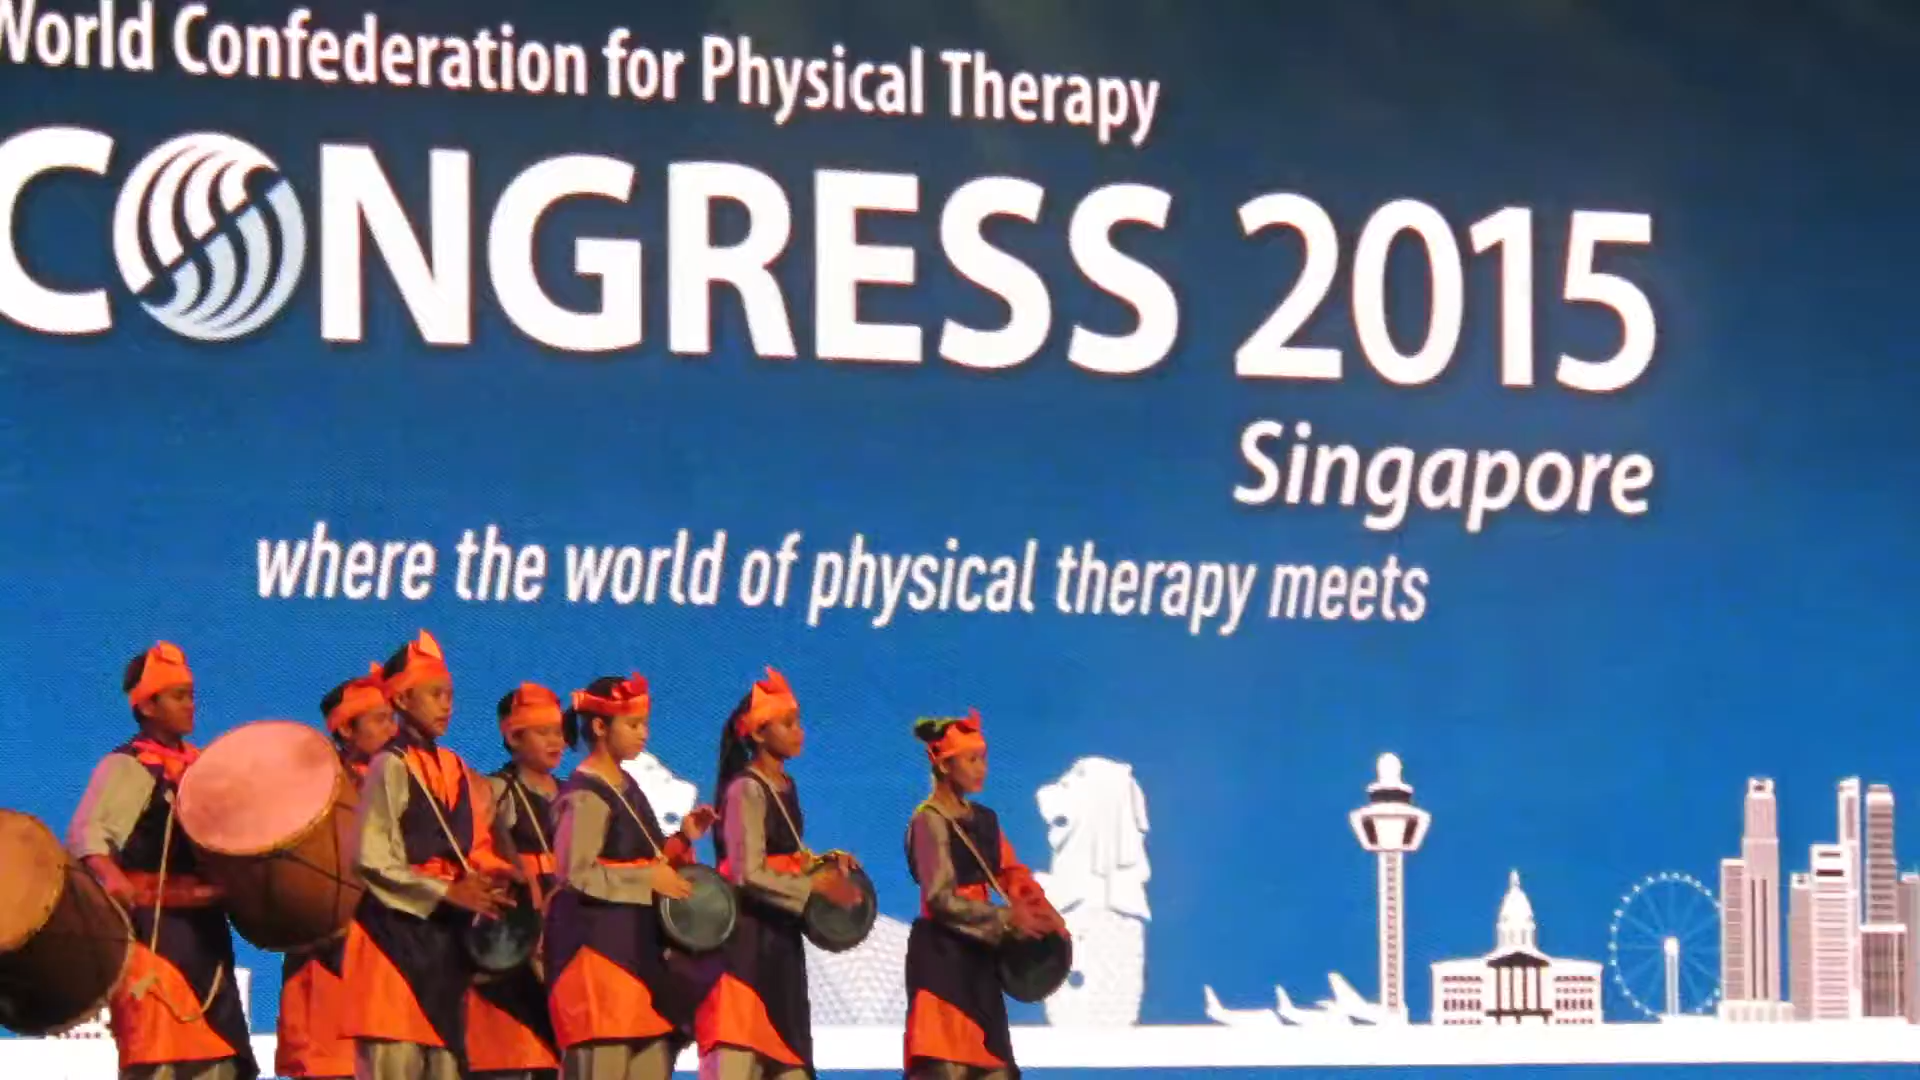 World Confederation for Physical Therapy
CONGRESS 2015
Singapore
where the world of physical therapy meets